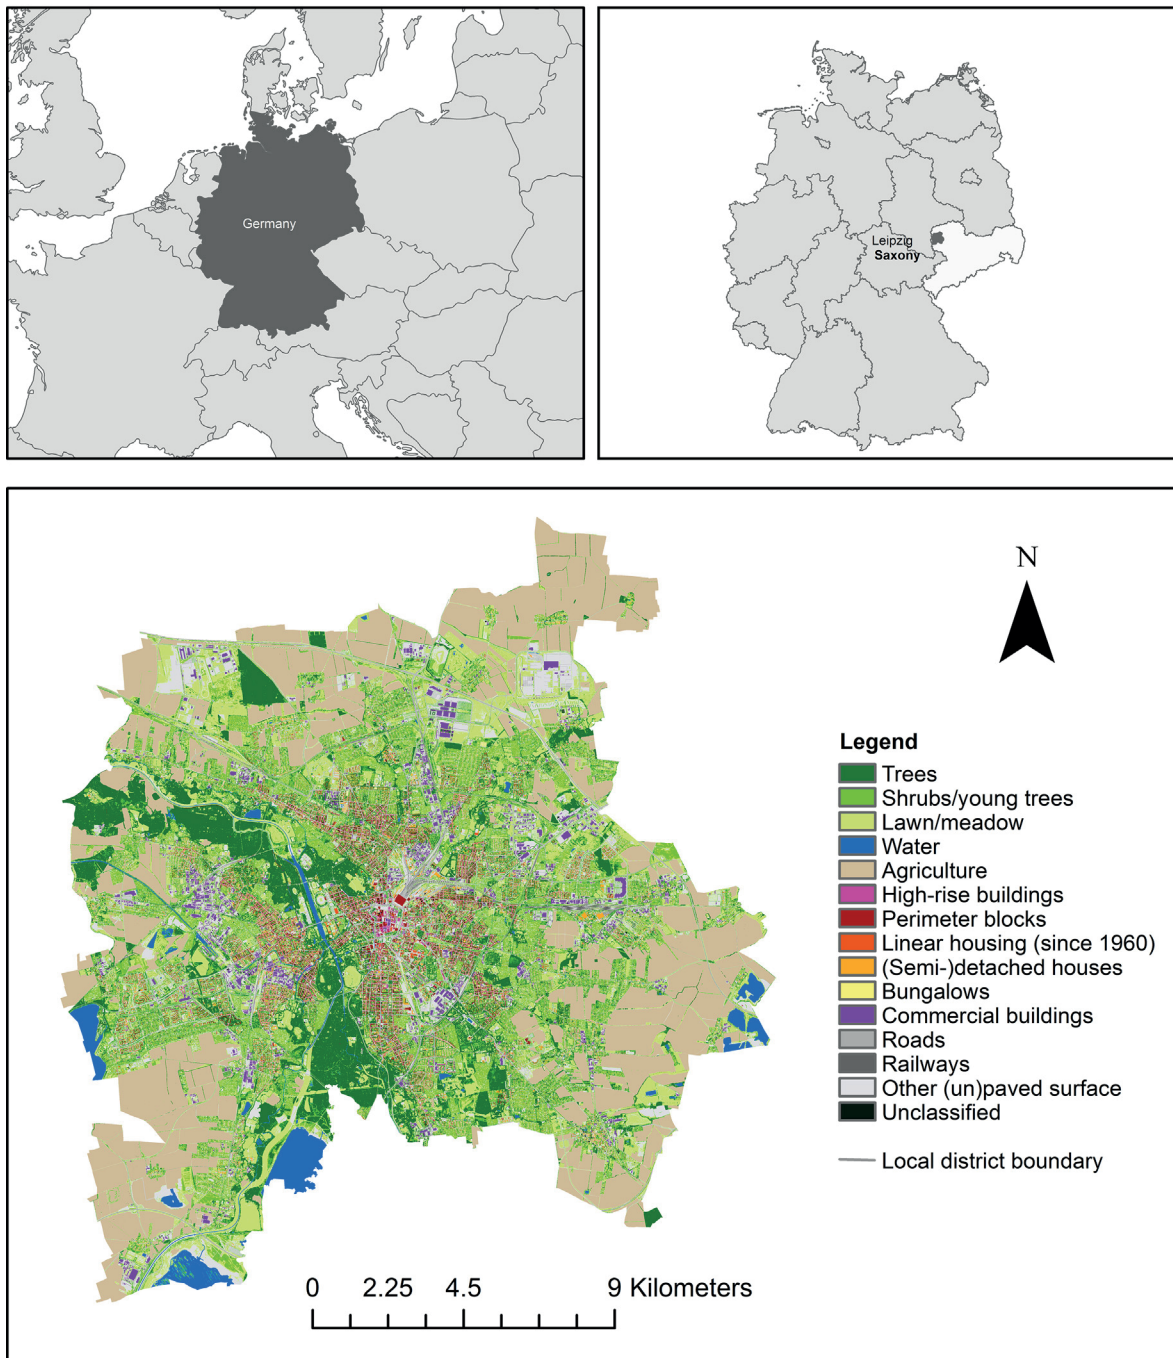 Germany
Leipzig
Saxony
N
Legend
Trees
Shrubs/young trees
Lawn/meadow
Water
Agriculture
High-rise buildings
Perimeter blocks
Linear housing (since 1960)
(Semi-)detached houses
Bungalows
Commercial buildings
Roads
Railways
Other (un)paved surface
Unclassified
Local district boundary
0 2.25 4.5 9 Kilometers